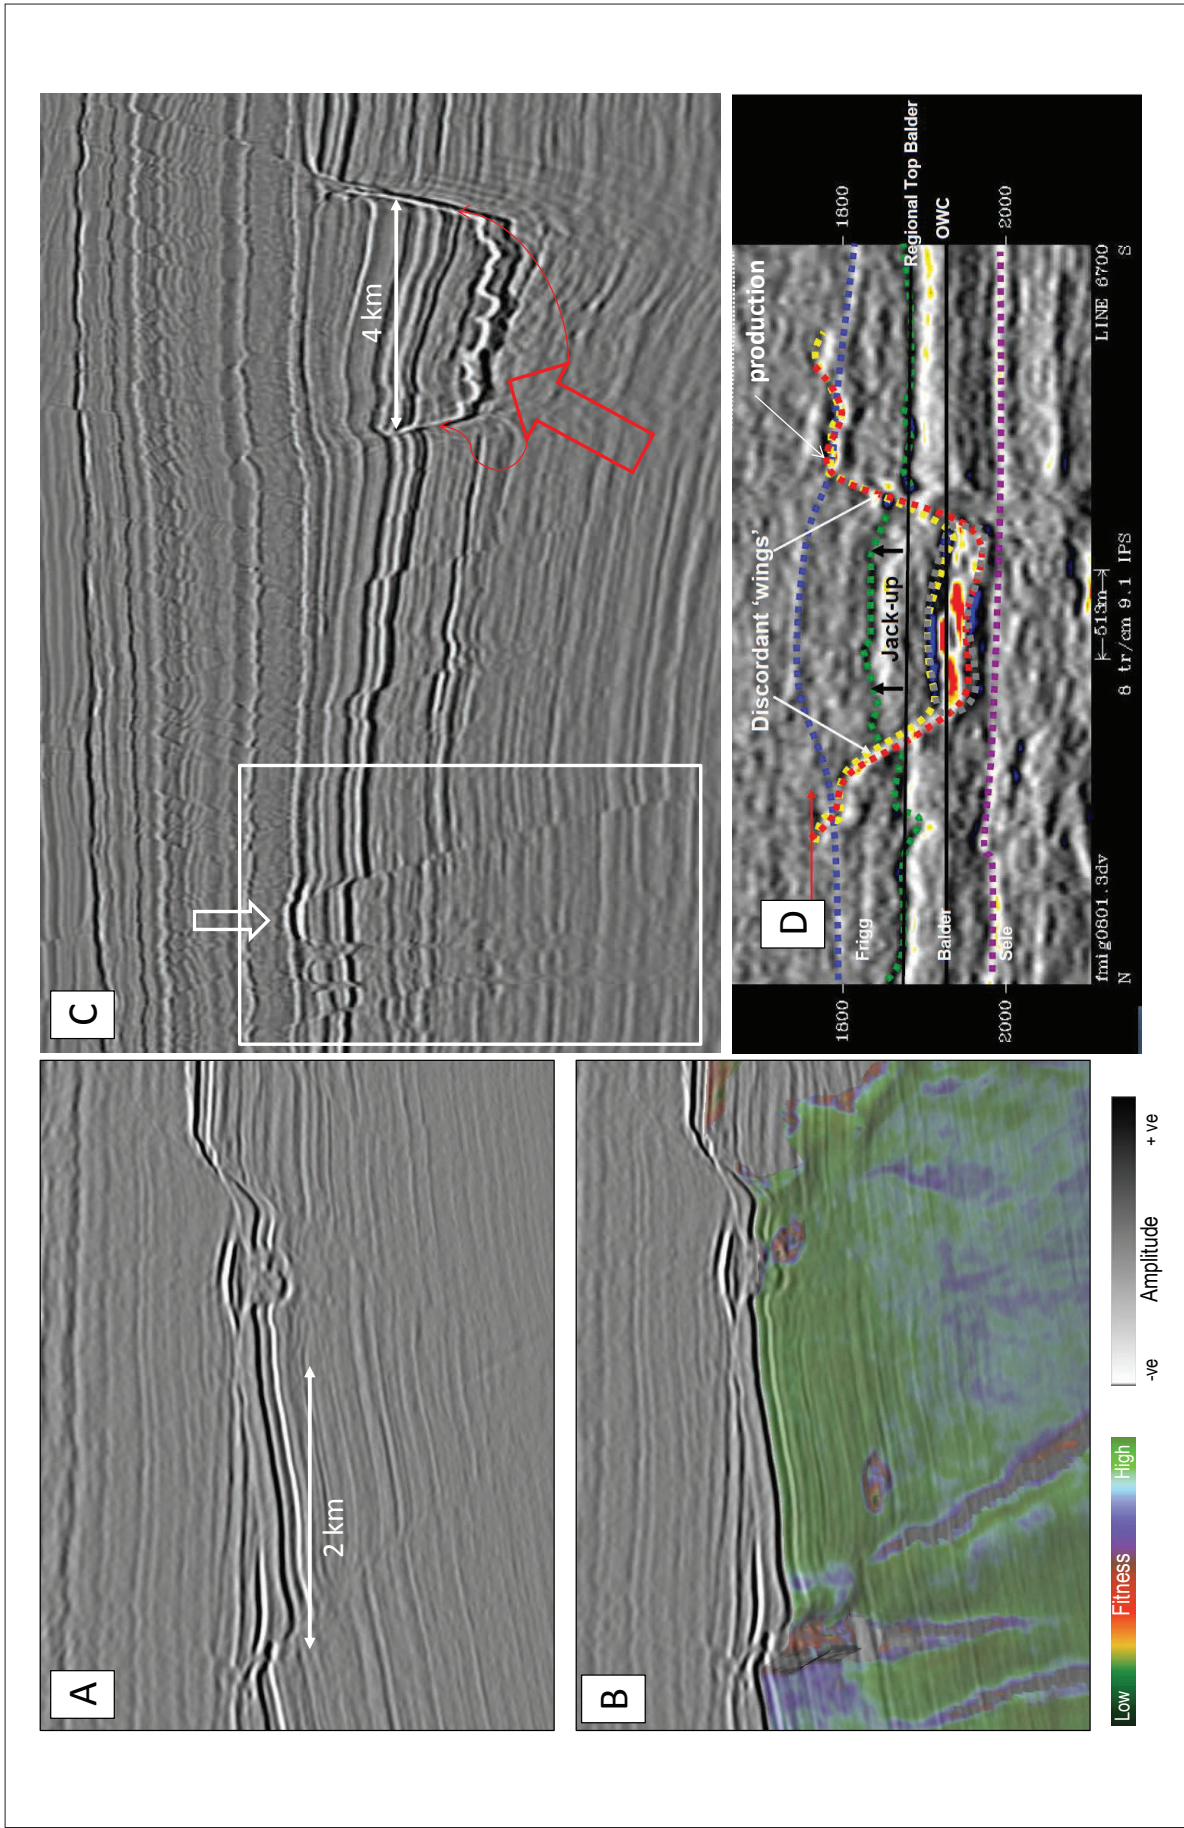 A
2 km
B
Low
Fitness
High
-ve
Amplitude
+ ve
C
4 km
D
1800
2000
Frigg
Balder
Sele
Discordant ‘wings’
Jack-up
production
Regional Top Balder
OWC
1800
2000
fmig0801.3dv
LINE 6700
N
513m
S
8 tr/cm 9.1 IPS